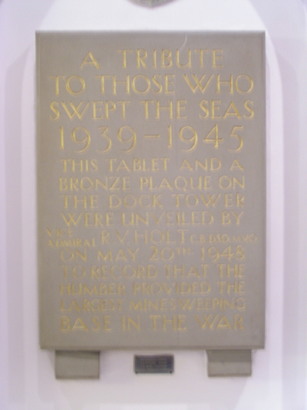 A TRIBUTE
TO THOSE WHO
SWEPT THE SEAS
1939-1945
THIS TABLET AND A
BRONZE PLAQUE ON
THE DOCK TOWER
WERE UNVEILED BY
VICE ADMIRAL R.V. HOLT
ON MAY 20TH 1948
TO RECORD THAT THE
HUMBER PROVIDED THE
LARGEST MINESWEEPING
BASE IN THE WAR